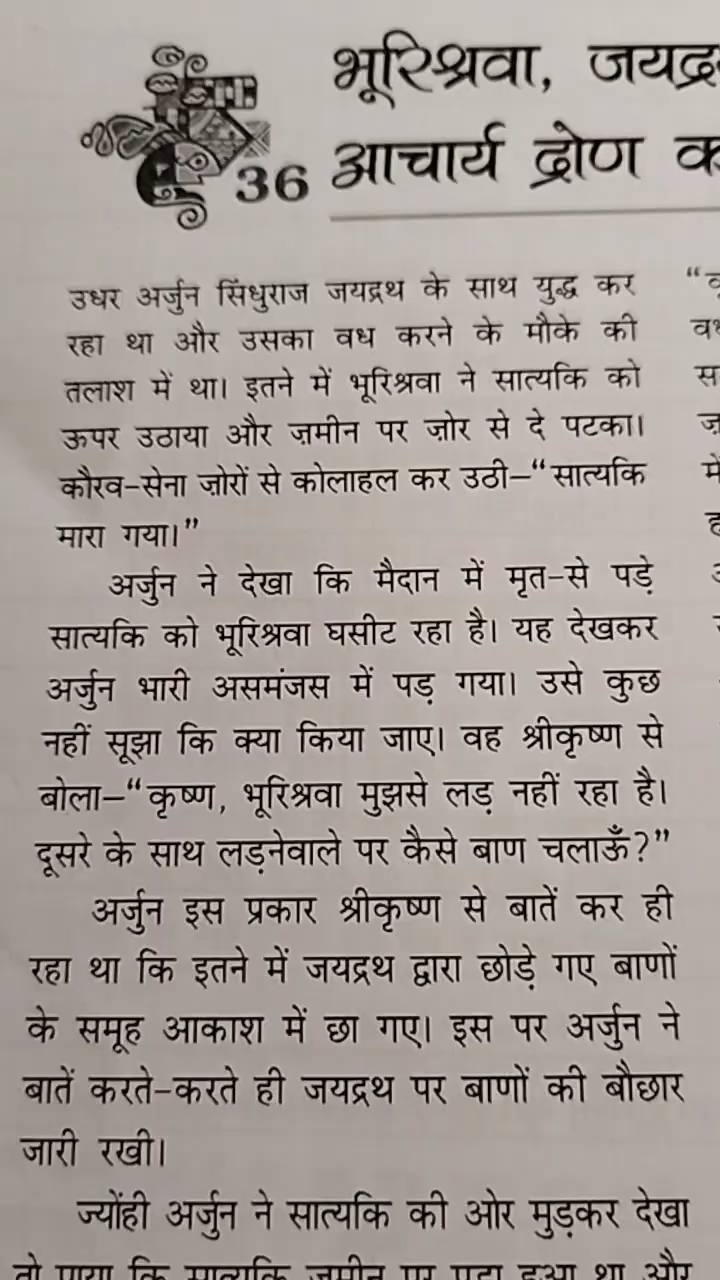 भूरिश्रवा,
36 आचार्य द्रोण
उधर अर्जुन सिंधुराज जयद्रथ के साथ युद्ध कर
रहा था और उसका वध करने के मौके की
तलाश में था। इतने में भूरिश्रवा ने सात्यकि को
ऊपर उठाया और ज़मीन पर ज़ोर से दे पटका।
कौरव-सेना ज़ोरों से कोलाहल कर उठी–“सात्यकि
मारा गया।”
अर्जुन ने देखा कि मैदान में मृत-से पड़े
सात्यकि को भूरिश्रवा घसीट रहा है। यह देखकर
अर्जुन भारी असमंजस में पड़ गया। उसे कुछ
नहीं सूझा कि क्या किया जाए। वह श्रीकृष्ण से
बोला–“कृष्ण, भूरिश्रवा मुझसे लड़ नहीं रहा है।
दूसरे के साथ लड़नेवाले पर कैसे बाण चलाऊँ?”
अर्जुन इस प्रकार श्रीकृष्ण से बातें कर ही
रहा था कि इतने में जयद्रथ द्वारा छोड़े गए बाणों
के समूह आकाश में छा गए। इस पर अर्जुन ने
बातें करते-करते ही जयद्रथ पर बाणों की बौछार
जारी रखी।
ज्योंही अर्जुन ने सात्यकि की ओर मुड़कर देखा
तो पाया कि सात्यकि ज़मीन पर पड़ा हुआ था और